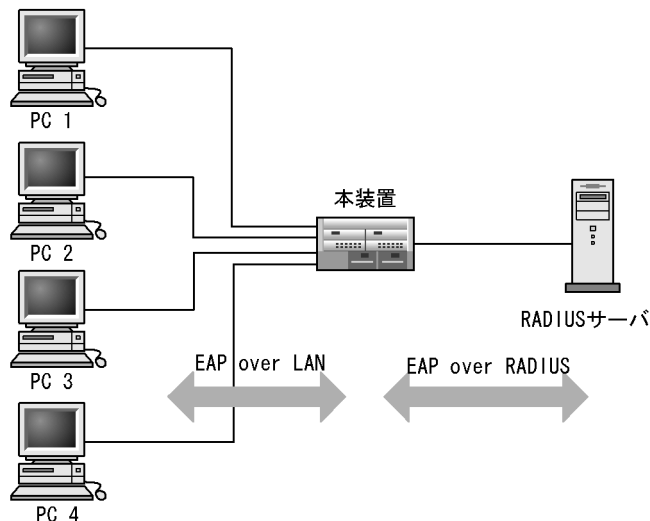 PC 1
PC 2
PC 3
PC 4
本装置
RADIUSサーバ
EAP over LAN
EAP over RADIUS